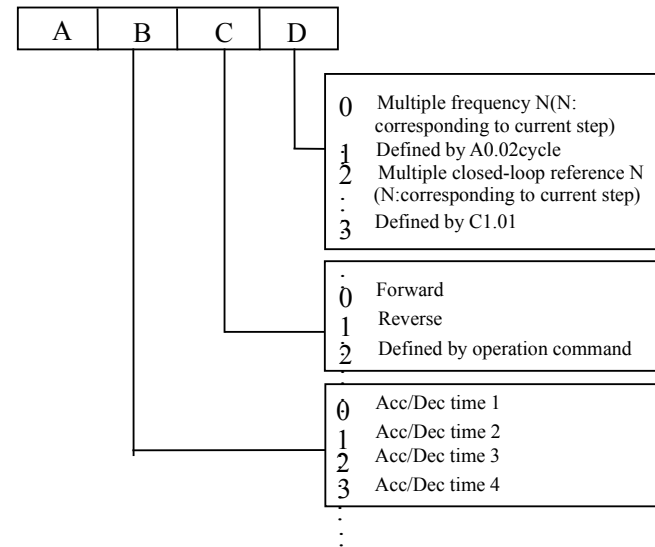 A B C D
0 Multiple frequency N(N:
corresponding to current step)
1 Defined by A0.02cycle
2 Multiple closed-loop reference N
(N:corresponding to current step)
3 Defined by C1.01
0 Forward
1 Reverse
2 Defined by operation command
0 Acc/Dec time 1
1 Acc/Dec time 2
2 Acc/Dec time 3
3 Acc/Dec time 4